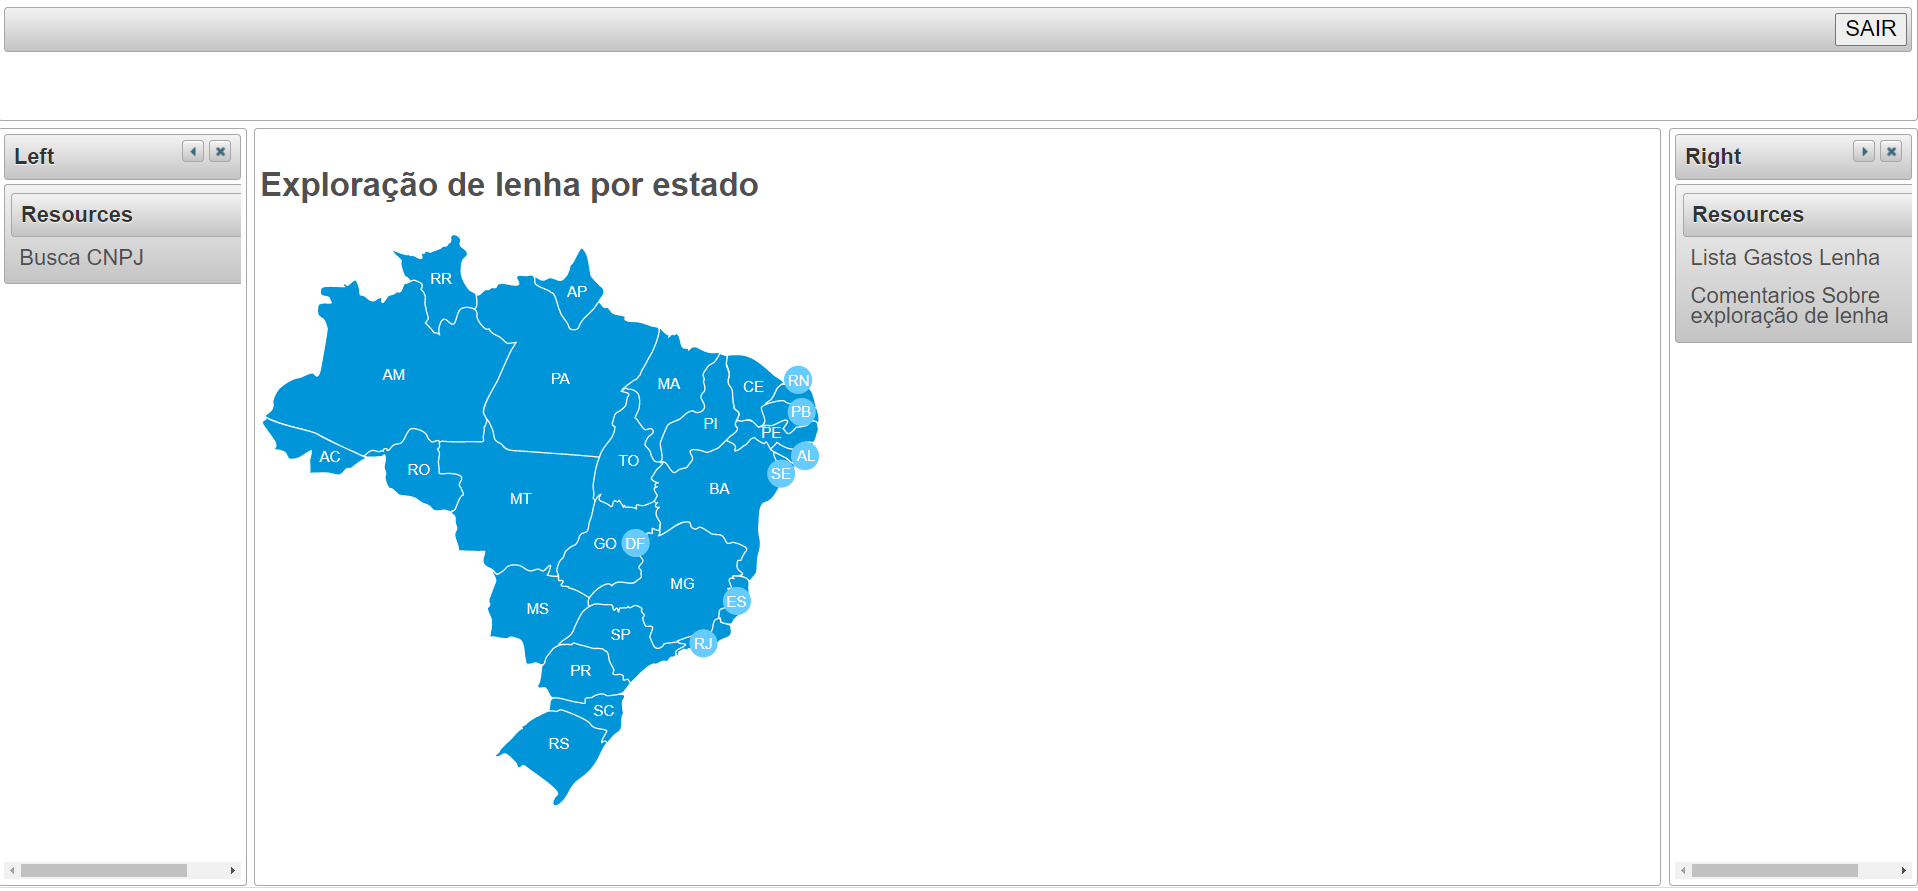 SAIR
Left
Resources
Busca CNPJ
Exploração de lenha por estado
RR
AP
AM
PA
MA
CE
RN
PB
PI
PE
AC
RO
TO
AL
SE
MT
BA
GO
DF
MG
MS
ES
SP
RJ
PR
SC
RS
Right
Resources
Lista Gastos Lenha
Comentarios Sobre
exploração de lenha